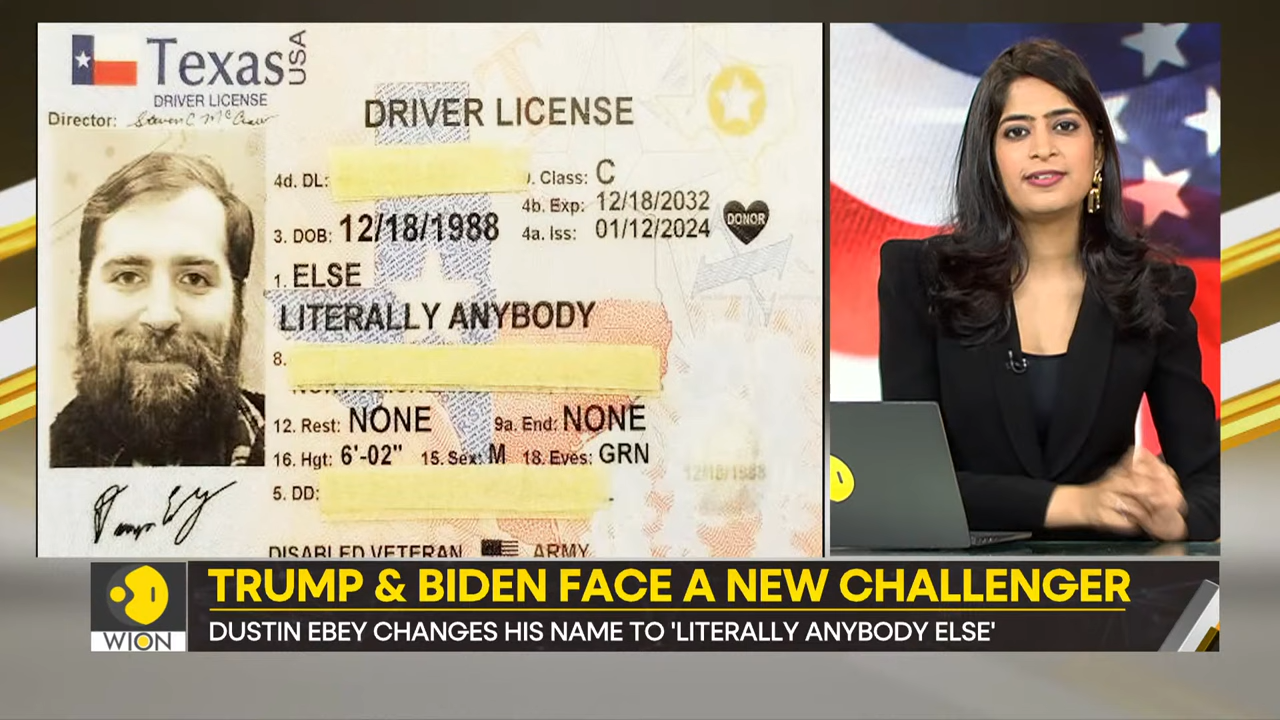 Texas USA
DRIVER LICENSE
Director: Steven C McCraw
DRIVER LICENSE
4d. DL:
. Class: C
4b. Exp: 12/18/2032
3. DOB: 12/18/1988
4a. Iss: 01/12/2024
DONOR
1. ELSE
LITERALLY ANYBODY
8.
12. Rest: NONE
9a. End: NONE
16. Hgt: 6'-02" 15. Sex: M 18. Eyes: GRN
12/18/1988
5. DD:
DISABLED VETERAN ARMY
TRUMP & BIDEN FACE A NEW CHALLENGER
WION
DUSTIN EBEY CHANGES HIS NAME TO 'LITERALLY ANYBODY ELSE'